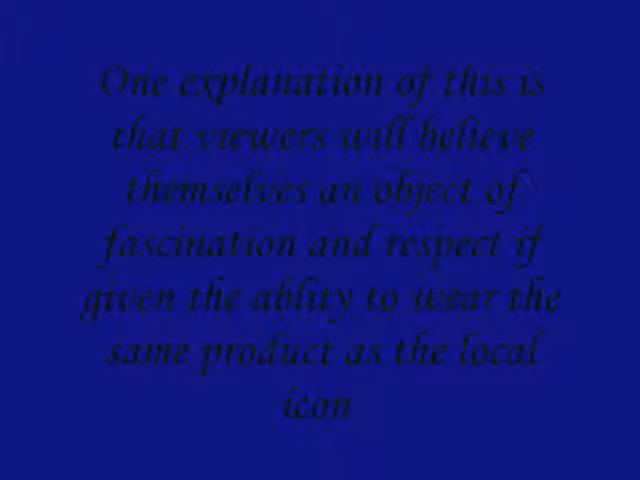 One explanation of this is
that viewers will believe
themselves an object of
fascination and respect if
given the ablity to wear the
same product as the local
icon